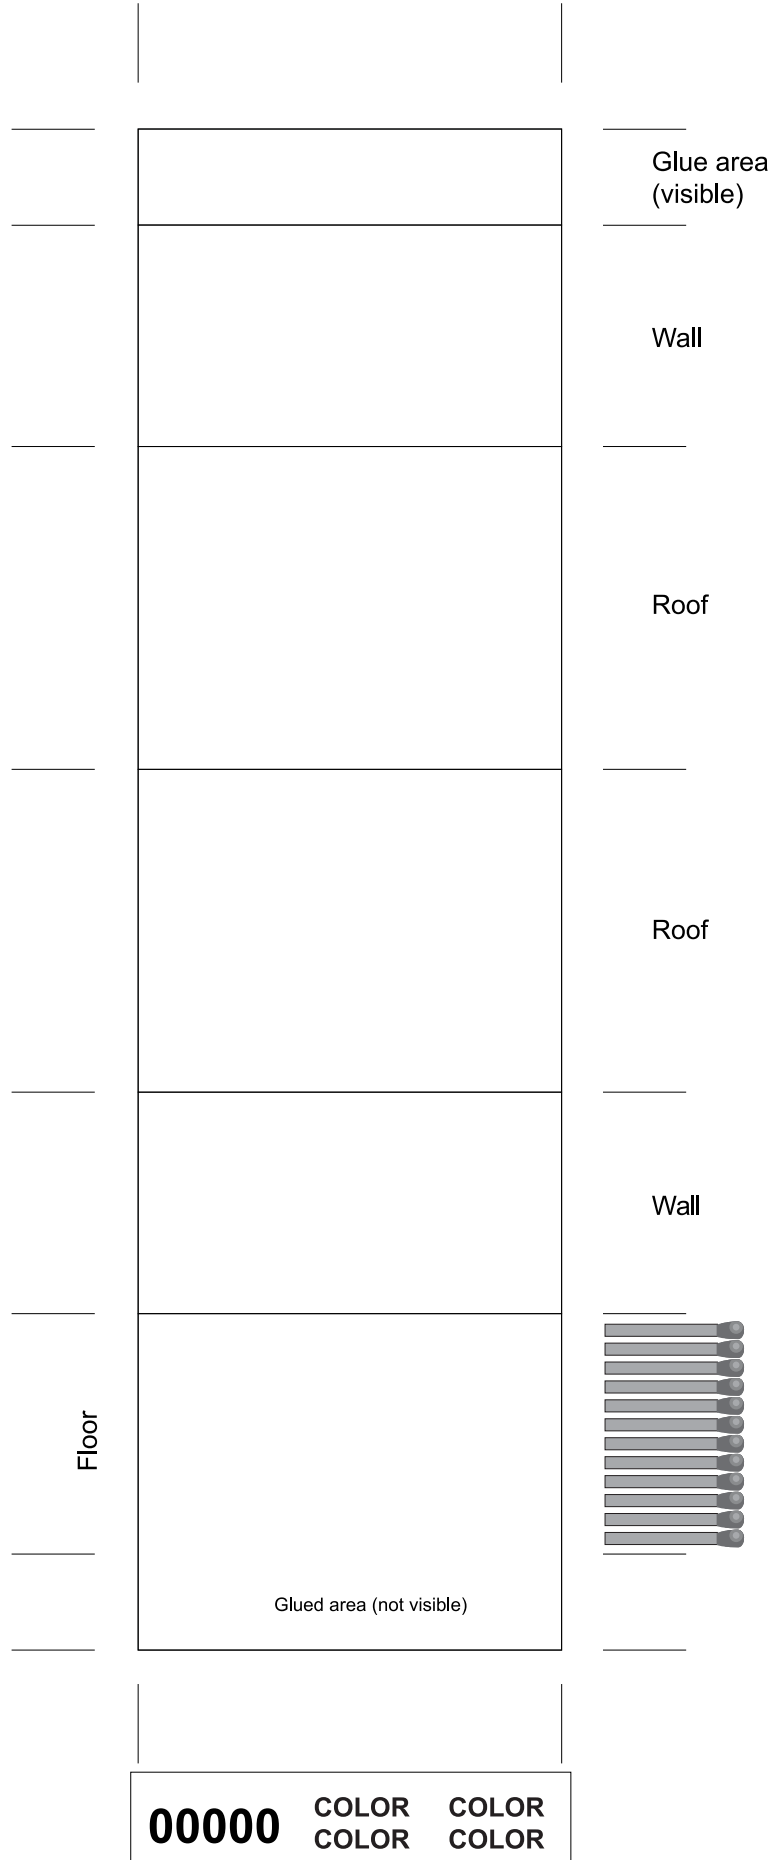 Glue area
(visible)
Wall
Roof
Roof
Wall
Floor
Glued area (not visible)
00000
COLOR COLOR
COLOR COLOR